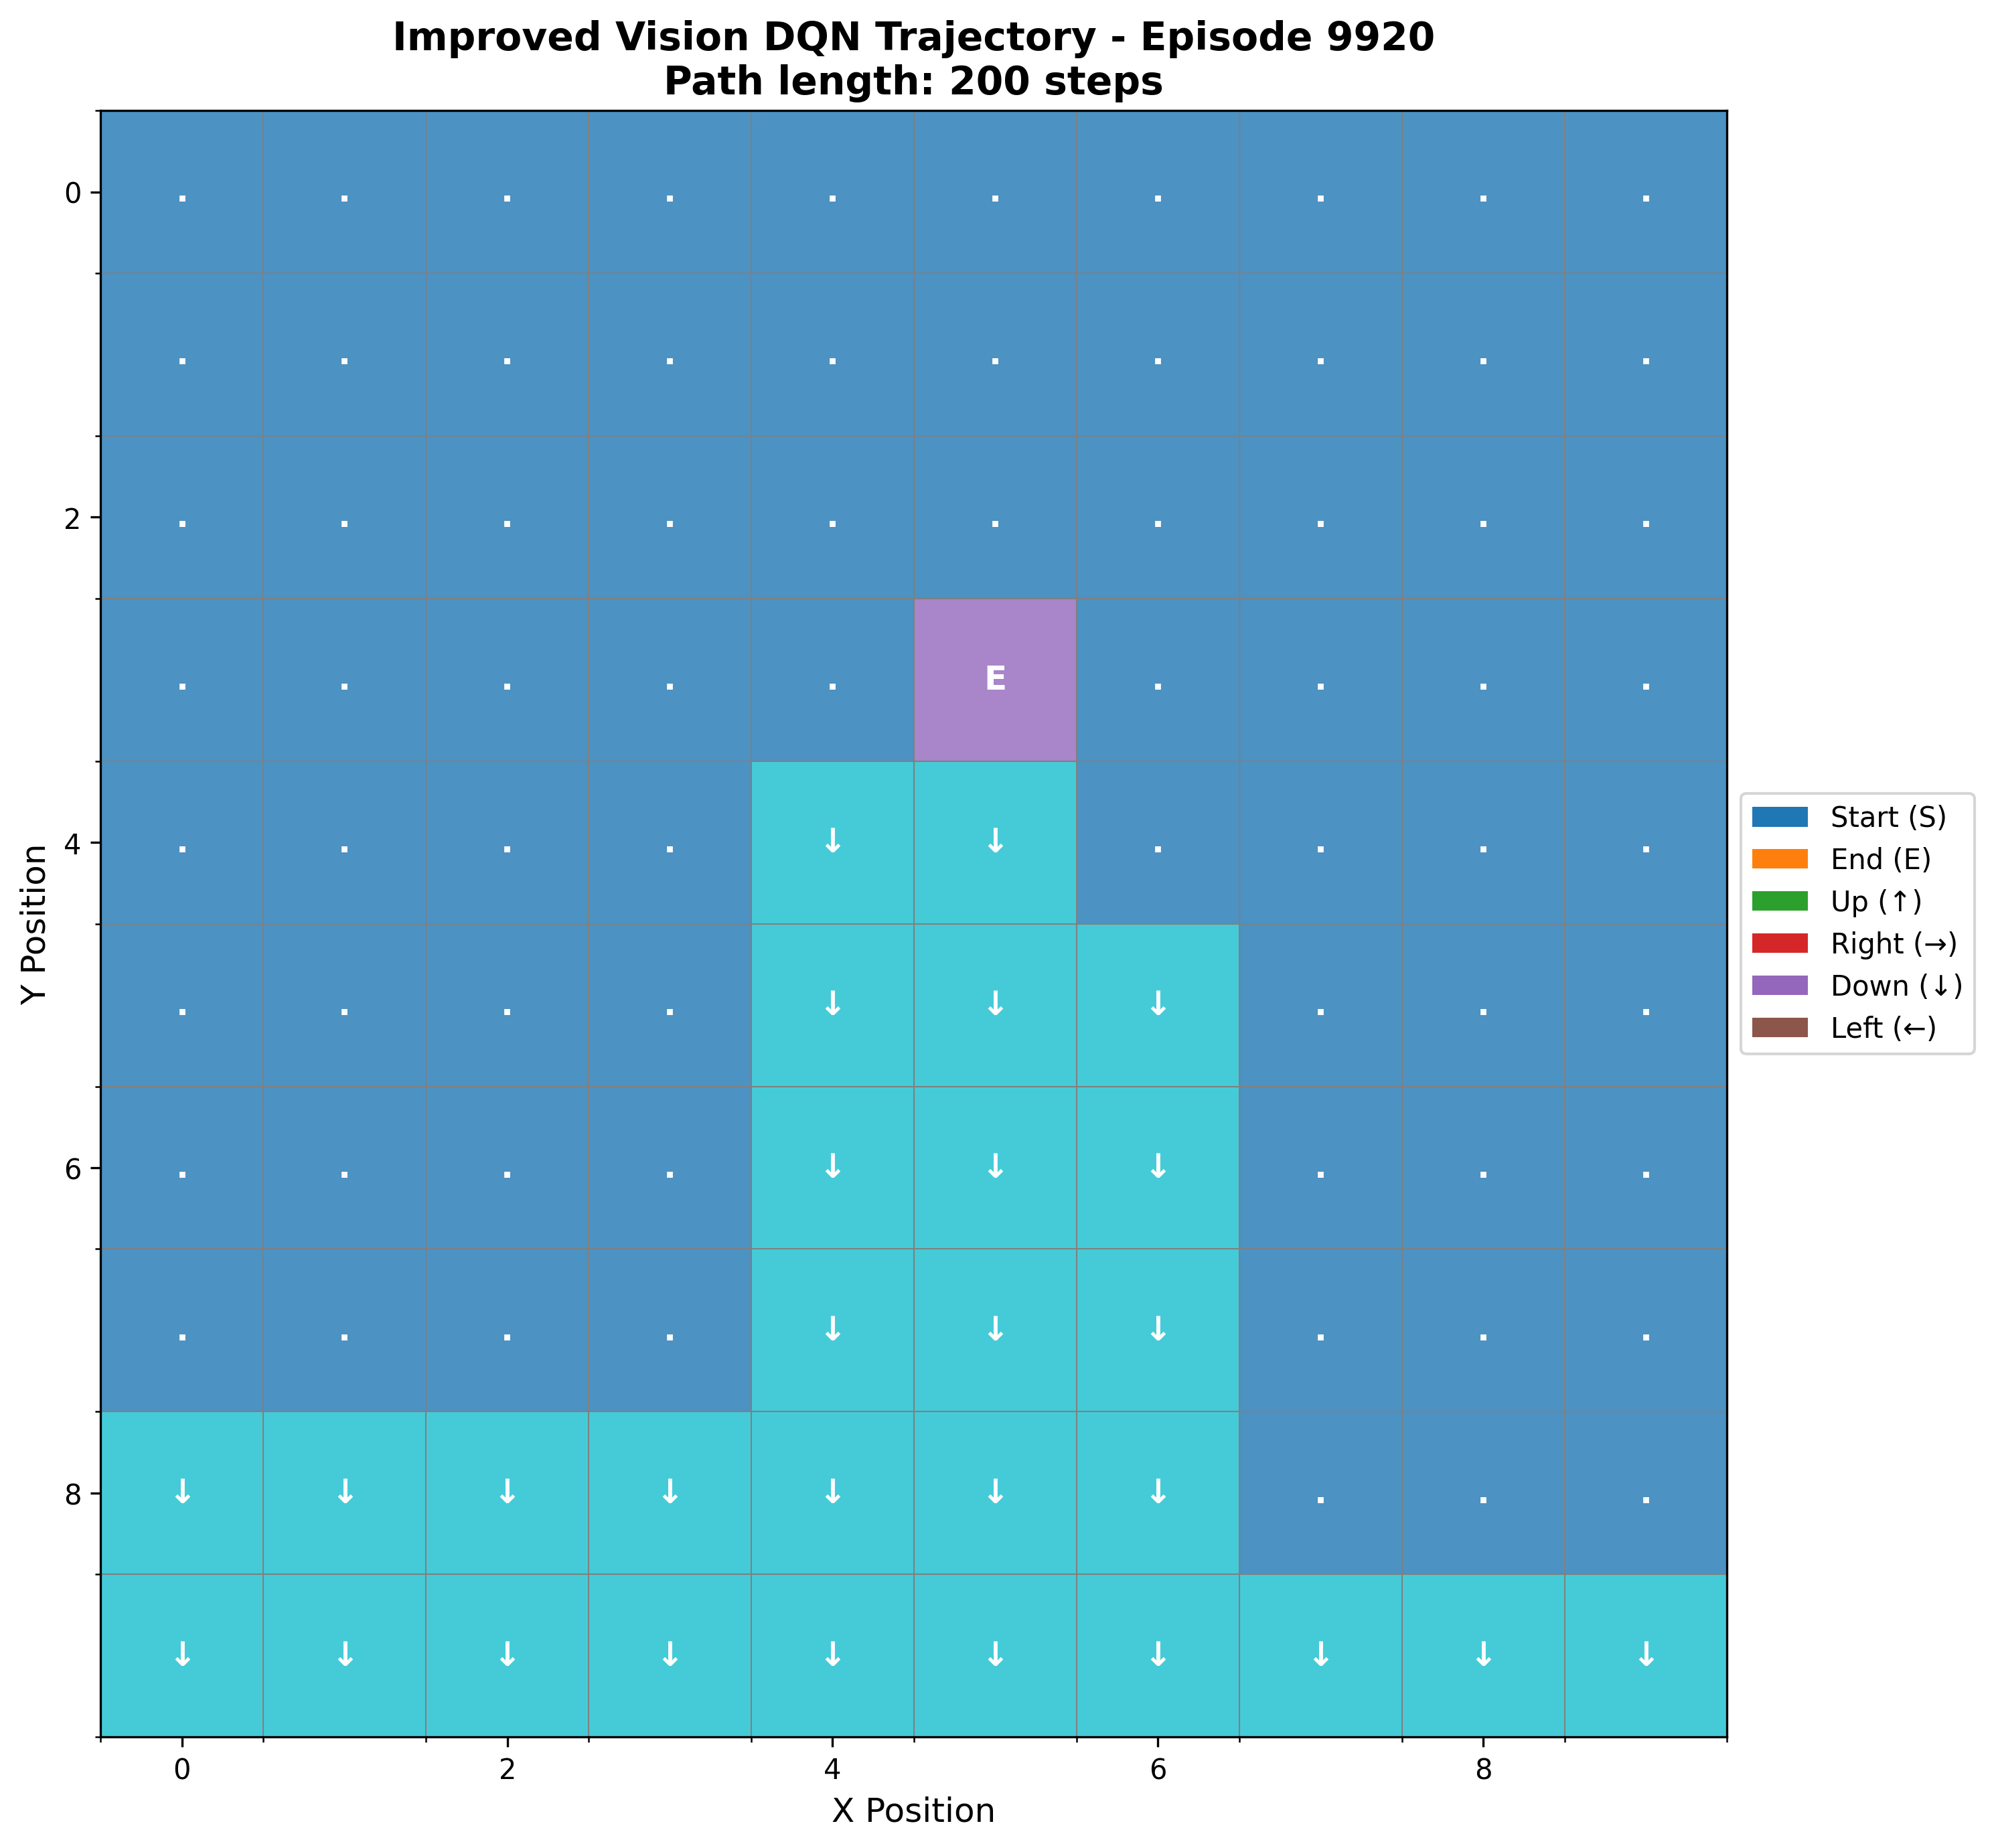 Improved Vision DQN Trajectory - Episode 9920
Path length: 200 steps
0
. . . . . . . . . .
. . . . . . . . . .
2
. . . . . . . . . .
. . . . . E . . . .
4
. . . . ↓ ↓ . . . .
. . . . ↓ ↓ ↓ . . .
6
. . . . ↓ ↓ ↓ . . .
. . . . ↓ ↓ ↓ . . .
8
↓ ↓ ↓ ↓ ↓ ↓ ↓ . . .
↓ ↓ ↓ ↓ ↓ ↓ ↓ ↓ ↓ ↓
0 2 4 6 8
X Position
Y Position
Start (S)
End (E)
Up (↑)
Right (→)
Down (↓)
Left (←)